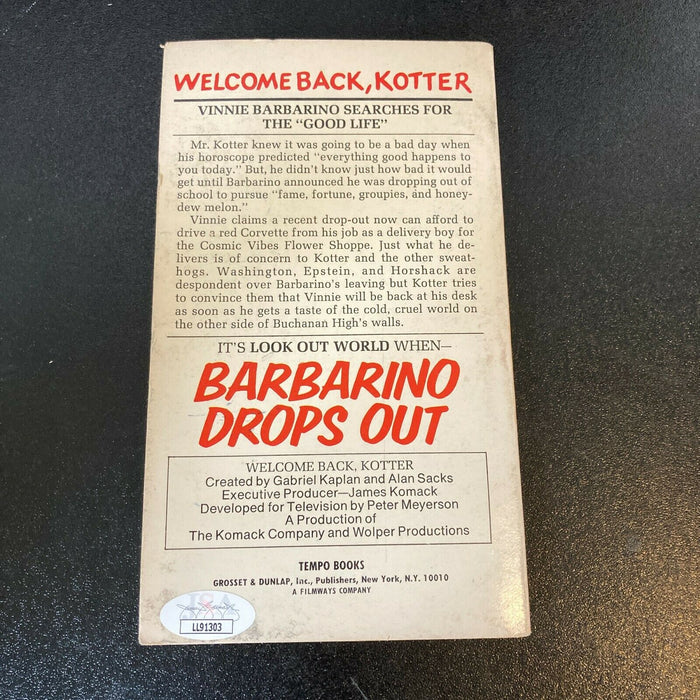 WELCOME BACK, KOTTER
VINNIE BARBARINO SEARCHES FOR
THE "GOOD LIFE"
Mr. Kotter knew it was going to be a bad day when
his horoscope predicted "everything good happens to
you today." But, he didn't know just how bad it would
get until Barbarino announced he was dropping out of
school to pursue "fame, fortune, groupies, and honey-
dew melon."
Vinnie claims a recent drop-out now can afford to
drive a red Corvette from his job as a delivery boy for
the Cosmic Vibes Flower Shoppe. Just what he de-
livers is of concern to Kotter and the other sweat-
hogs. Washington, Epstein, and Horshack are
despondent over Barbarino's leaving but Kotter tries
to convince them that Vinnie will be back at his desk
as soon as he gets a taste of the cold, cruel world on
the other side of Buchanan High's walls.
IT'S LOOK OUT WORLD WHEN—
BARBARINO
DROPS OUT
WELCOME BACK, KOTTER
Created by Gabriel Kaplan and Alan Sacks
Executive Producer—James Komack
Developed for Television by Peter Meyerson
A Production of
The Komack Company and Wolper Productions
TEMPO BOOKS
GROSSET & DUNLAP, Inc., Publishers, New York, N.Y. 10010
A FILMWAYS COMPANY
JSA
LL91303